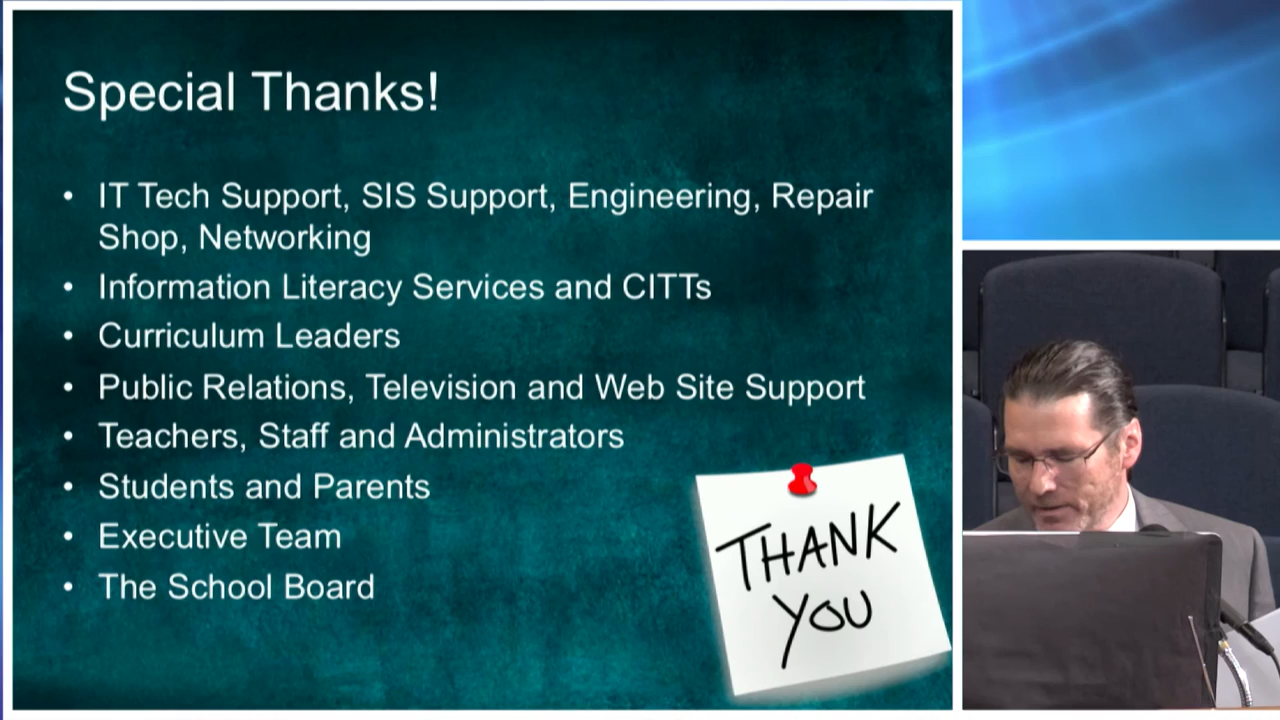 Special Thanks!
• IT Tech Support, SIS Support, Engineering, Repair
Shop, Networking
• Information Literacy Services and CITTs
• Curriculum Leaders
• Public Relations, Television and Web Site Support
• Teachers, Staff and Administrators
• Students and Parents
• Executive Team
• The School Board
THANK
YOU